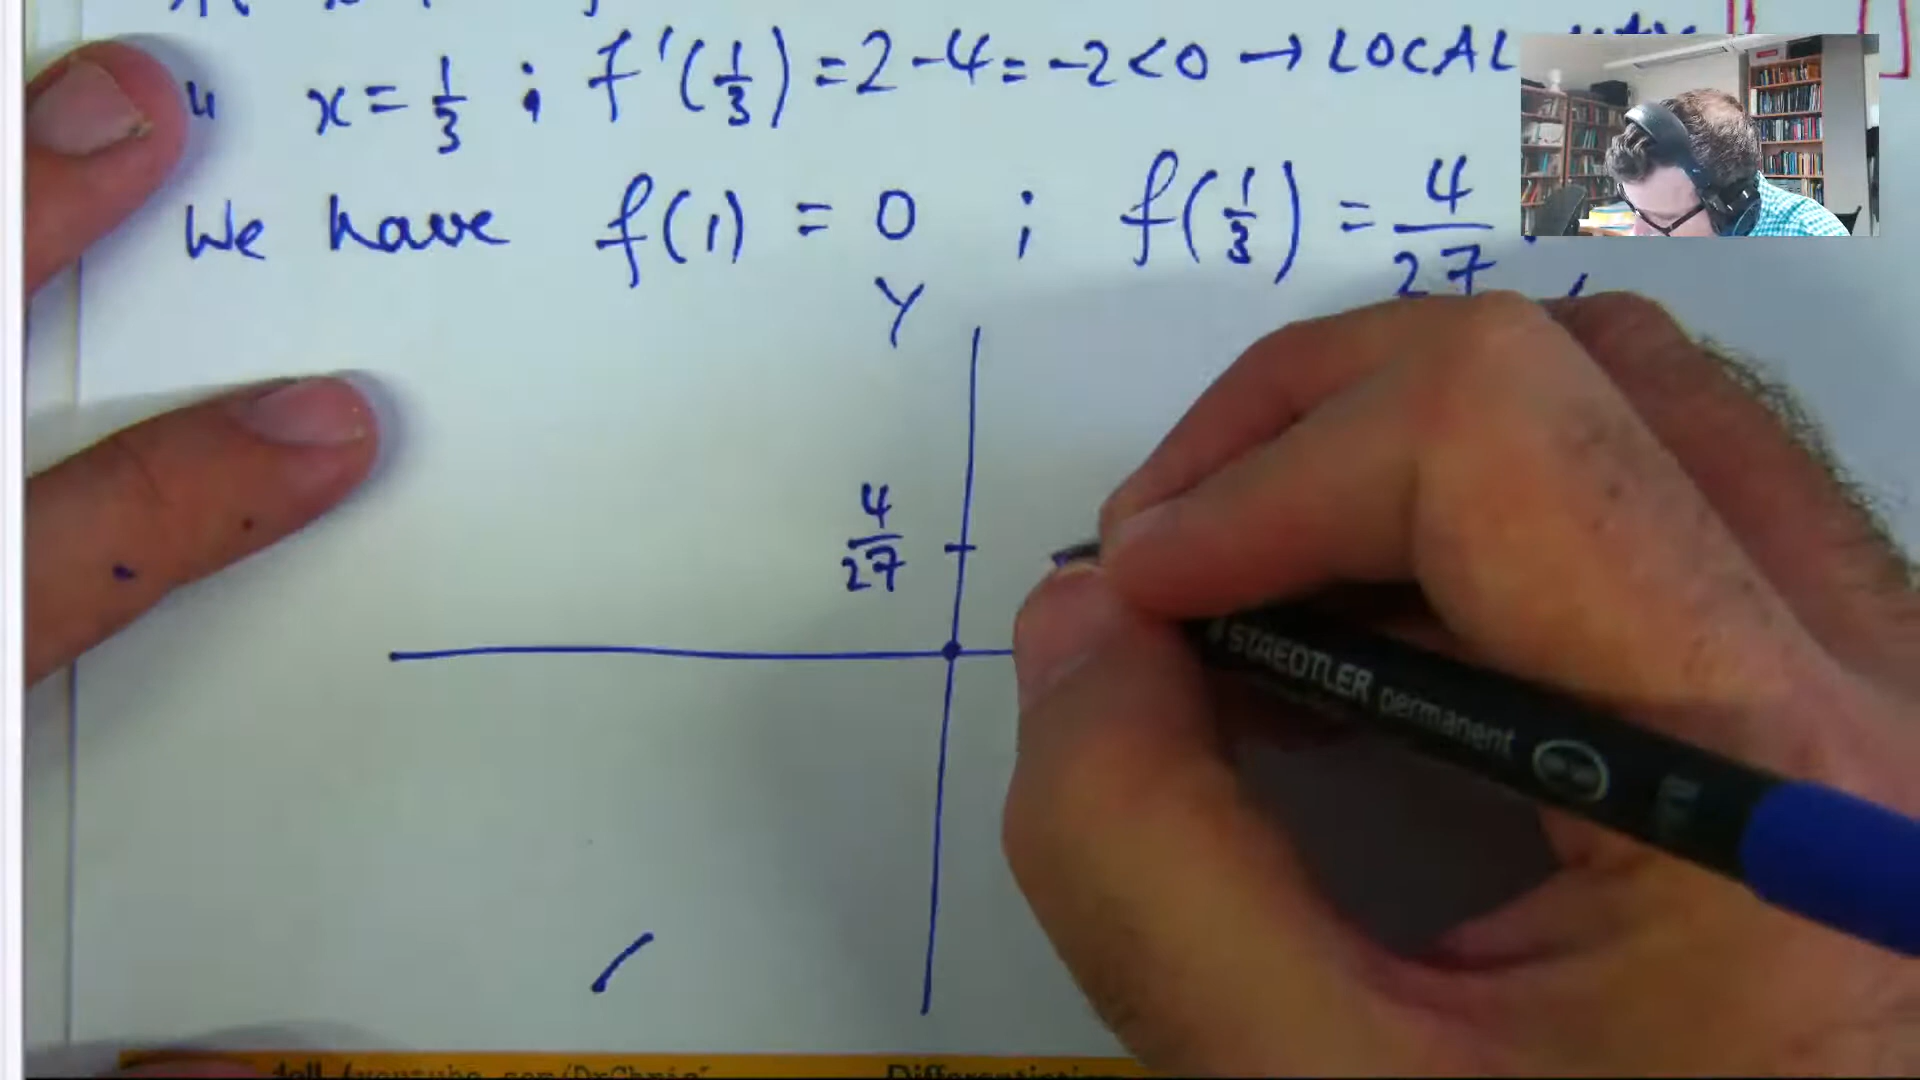 " x = 1/3 ; f'(1/3) = 2 - 4 = -2 < 0 → LOCAL
We have f(1) = 0 ; f(1/3) = 4/27
Y
4/27
STAEDTLER permanent